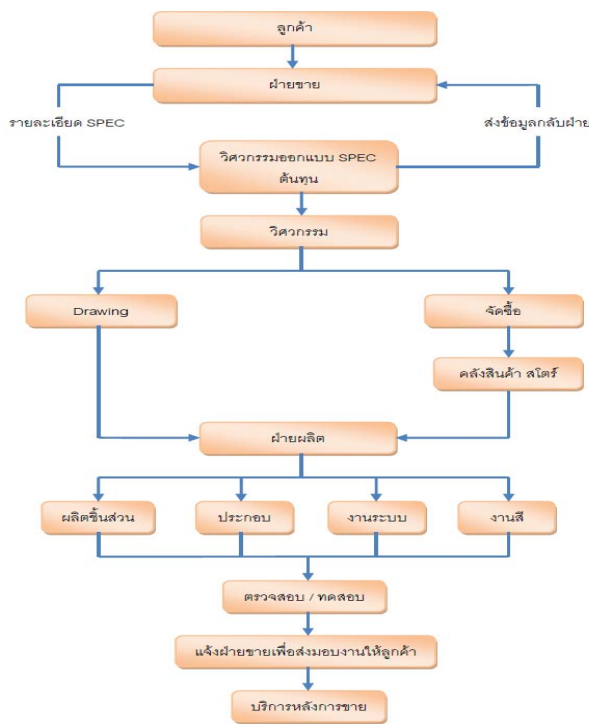 ลูกค้า
ฝ่ายขาย
รายละเอียด SPEC
ส่งข้อมูลกลับฝ่าย
วิศวกรรมออกแบบ SPEC
ต้นทุน
วิศวกรรม
Drawing
จัดซื้อ
คลังสินค้า สโตร์
ฝ่ายผลิต
ผลิตชิ้นส่วน
ประกอบ
งานระบบ
งานสี
ตรวจสอบ / ทดสอบ
แจ้งฝ่ายขายเพื่อส่งมอบงานให้ลูกค้า
บริการหลังการขาย